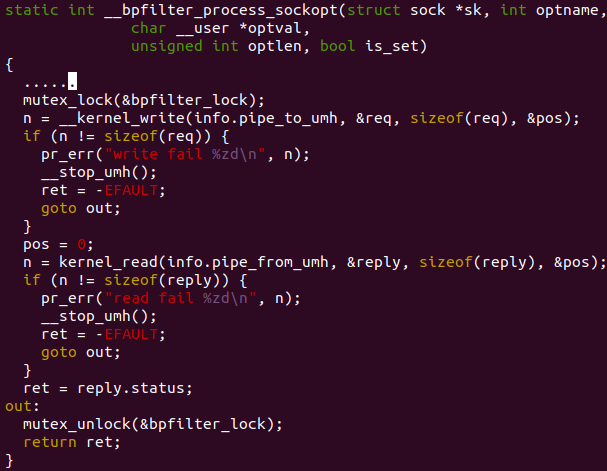 static int __bpfilter_process_sockopt(struct sock *sk, int optname,
              char __user *optval,
              unsigned int optlen, bool is_set)
{
  ......
  mutex_lock(&bpfilter_lock);
  n = __kernel_write(info.pipe_to_umh, &req, sizeof(req), &pos);
  if (n != sizeof(req)) {
    pr_err("write fail %zd\n", n);
    __stop_umh();
    ret = -EFAULT;
    goto out;
  }
  pos = 0;
  n = kernel_read(info.pipe_from_umh, &reply, sizeof(reply), &pos);
  if (n != sizeof(reply)) {
    pr_err("read fail %zd\n", n);
    __stop_umh();
    ret = -EFAULT;
    goto out;
  }
  ret = reply.status;
out:
  mutex_unlock(&bpfilter_lock);
  return ret;
}